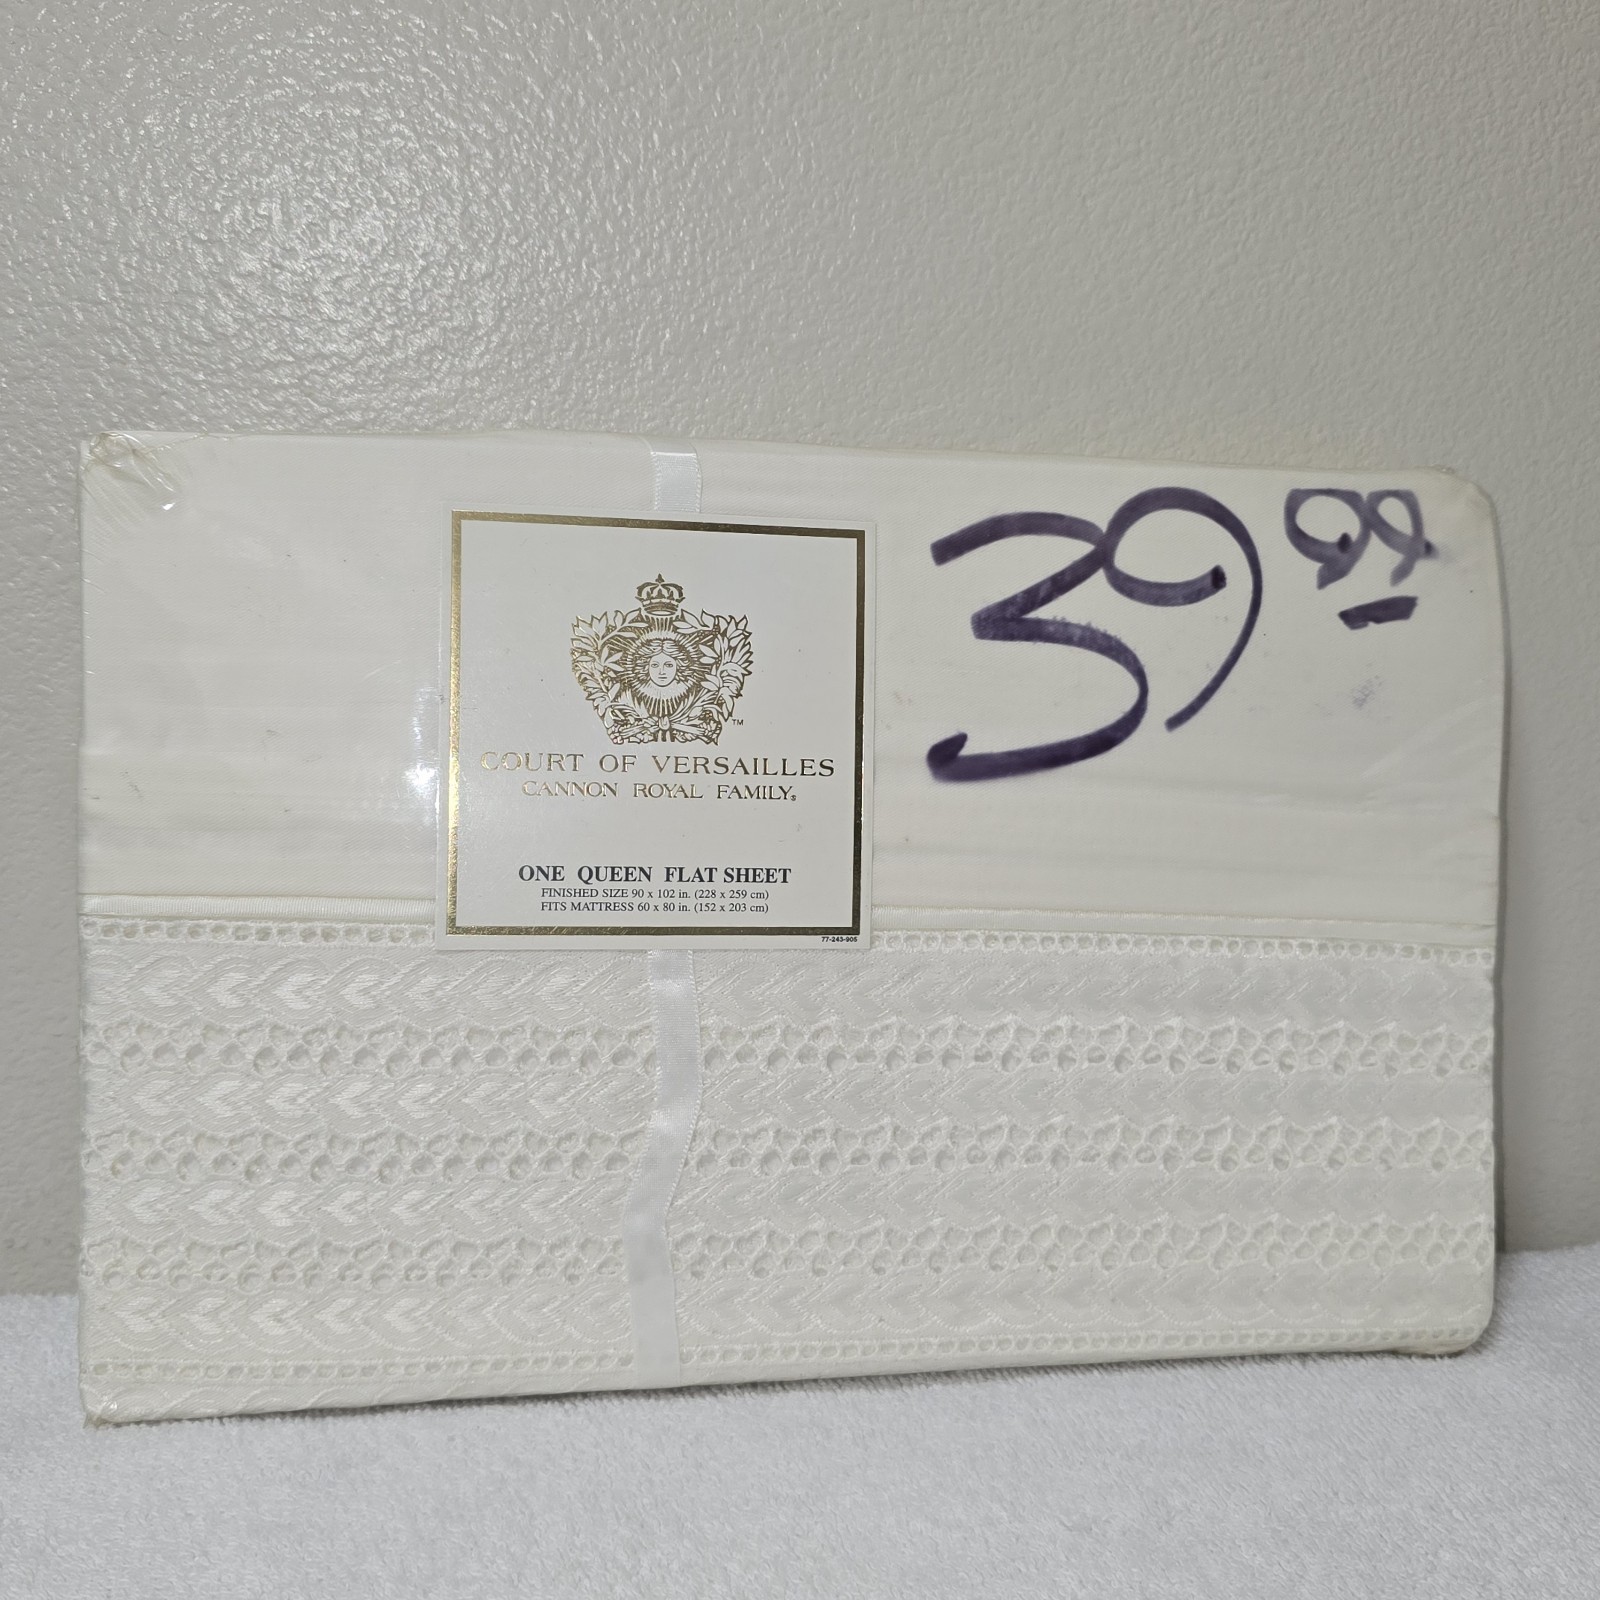 39 99
TM
COURT OF VERSAILLES
CANNON ROYAL FAMILY®
ONE QUEEN FLAT SHEET
FINISHED SIZE 90 x 102 in. (228 x 259 cm)
FITS MATTRESS 60 x 80 in. (152 x 203 cm)
77-243-905